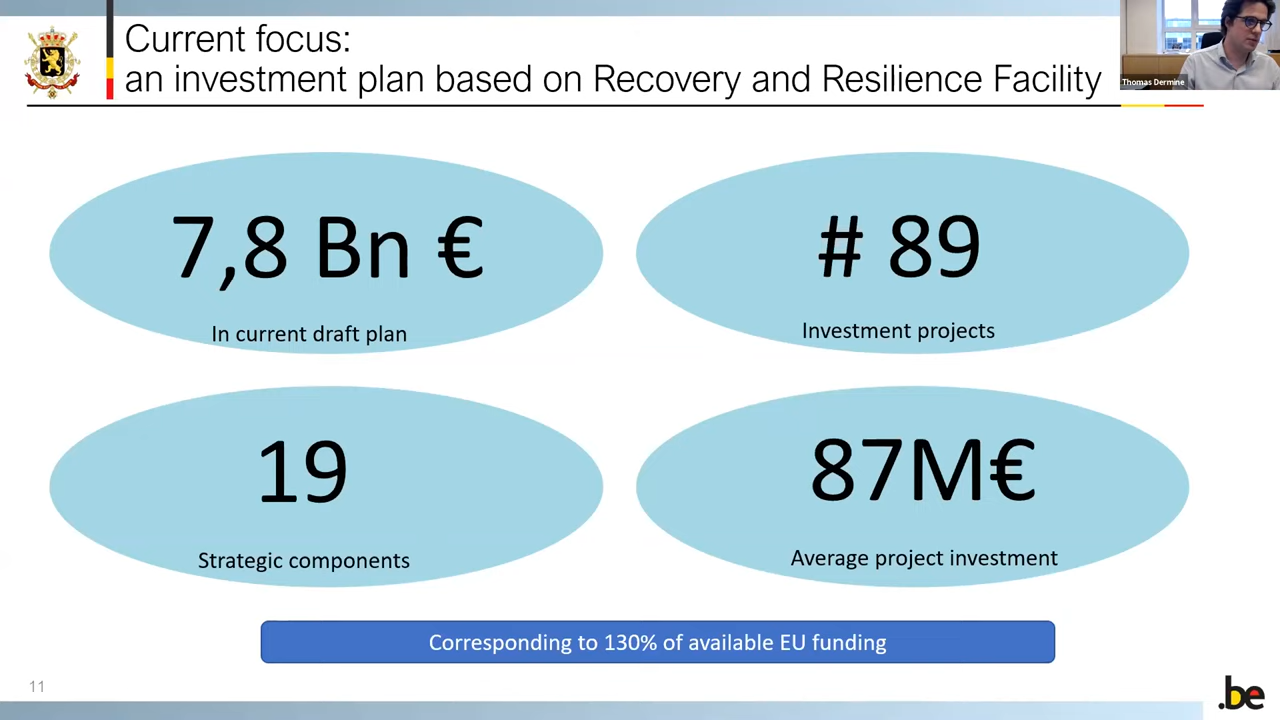 Current focus:
an investment plan based on Recovery and Resilience Facility
Thomas Dermine
7,8 Bn €
In current draft plan
# 89
Investment projects
19
Strategic components
87M€
Average project investment
Corresponding to 130% of available EU funding
11
.be